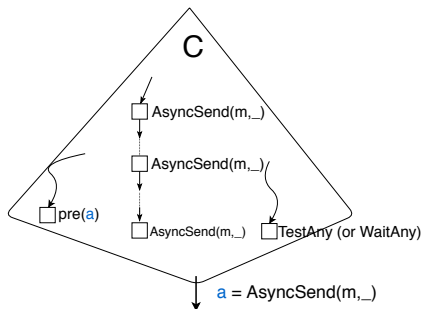 C
AsyncSend(m,_)
AsyncSend(m,_)
pre(a)
AsyncSend(m,_)
TestAny (or WaitAny)
a = AsyncSend(m,_)